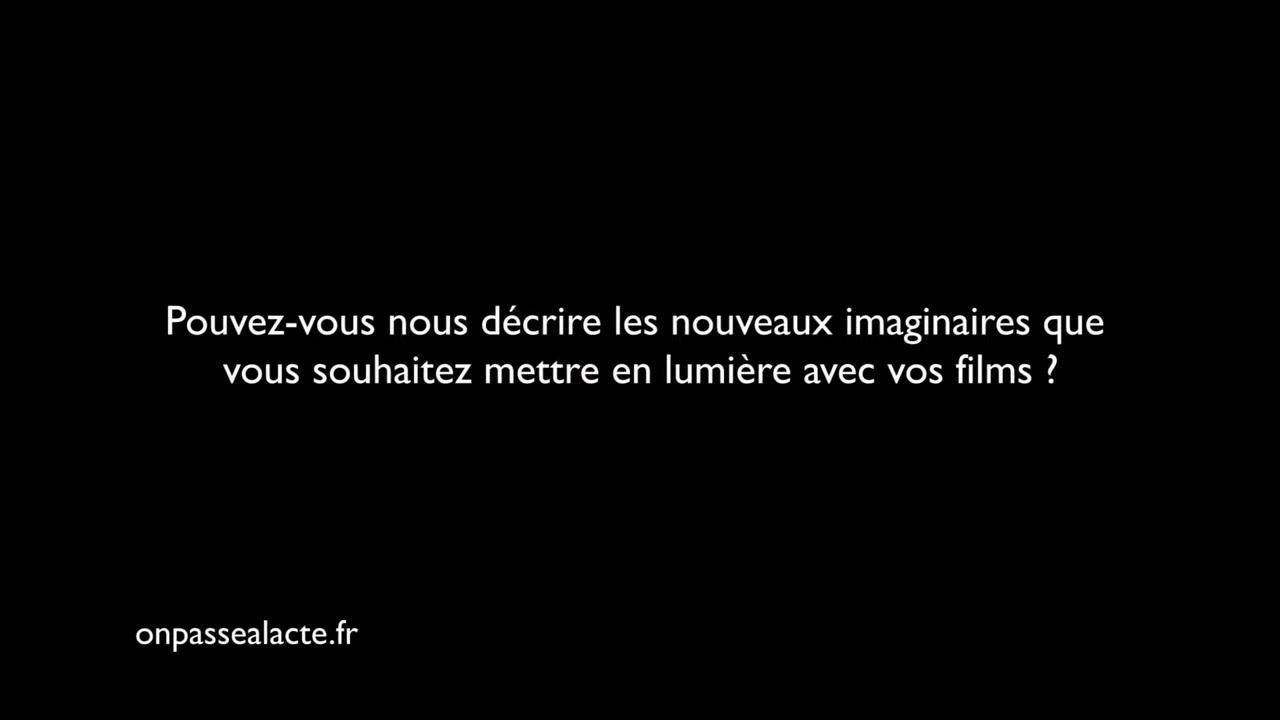 Pouvez-vous nous décrire les nouveaux imaginaires que
vous souhaitez mettre en lumière avec vos films ?
onpassealacte.fr